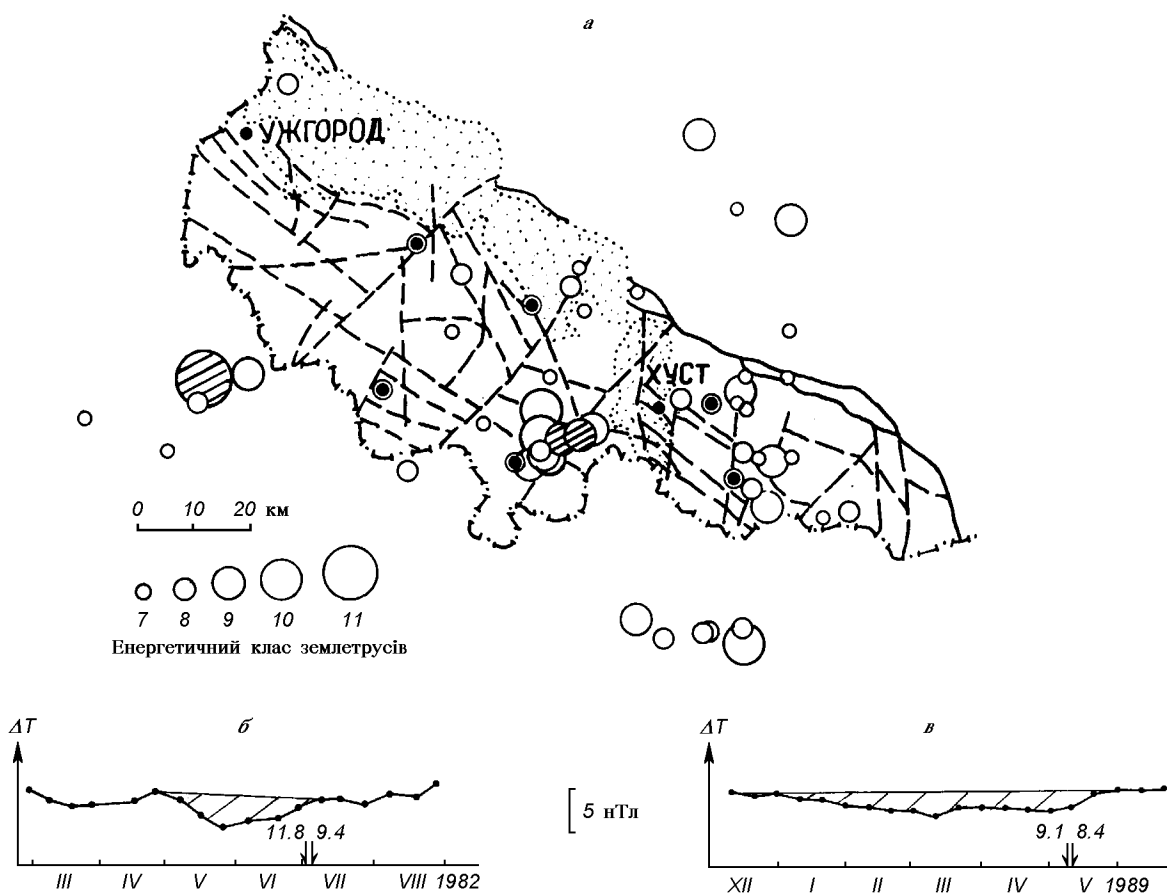 а
УЖГОРОД
ХУСТ
0 10 20 км
7 8 9 10 11
Енергетичний клас землетрусів
ΔT б
5 нТл
11.8 9.4
III IV V VI VII VIII 1982
ΔT в
9.1 8.4
XII I II III IV V 1989